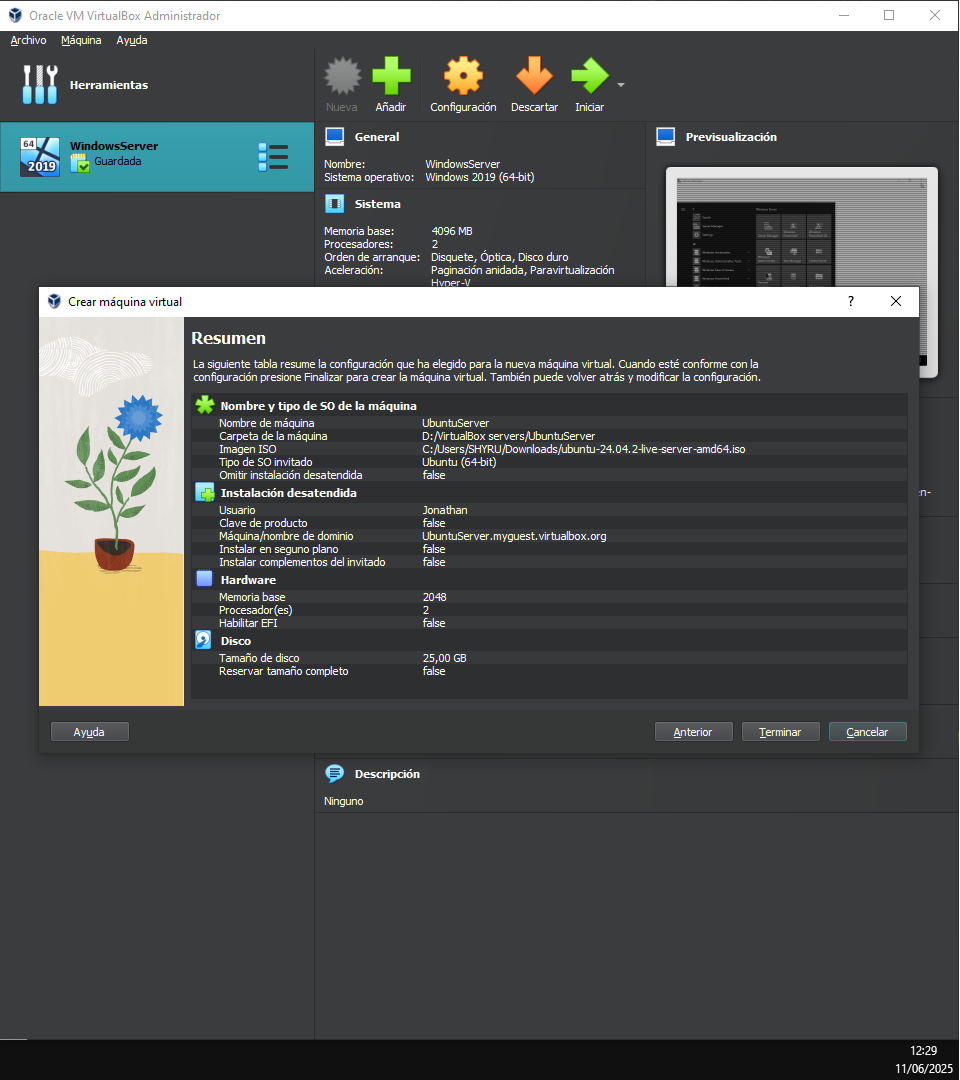 Oracle VM VirtualBox Administrador
Archivo Máquina Ayuda
Herramientas
Nueva Añadir Configuración Descartar Iniciar
64
2019
WindowsServer
Guardada
General
Nombre: WindowsServer
Sistema operativo: Windows 2019 (64-bit)
Sistema
Memoria base: 4096 MB
Procesadores: 2
Orden de arranque: Disquete, Óptica, Disco duro
Aceleración: Paginación anidada, Paravirtualización
Hyper-V
Previsualización
Crear máquina virtual
?
Resumen
La siguiente tabla resume la configuración que ha elegido para la nueva máquina virtual. Cuando esté conforme con la
configuración presione Finalizar para crear la máquina virtual. También puede volver atrás y modificar la configuración.
Nombre y tipo de SO de la máquina
Nombre de máquina UbuntuServer
Carpeta de la máquina D:/VirtualBox servers/UbuntuServer
Imagen ISO C:/Users/SHYRU/Downloads/ubuntu-24.04.2-live-server-amd64.iso
Tipo de SO invitado Ubuntu (64-bit)
Omitir instalación desatendida false
Instalación desatendida
Usuario Jonathan
Clave de producto false
Máquina/nombre de dominio UbuntuServer.myguest.virtualbox.org
Instalar en seguno plano false
Instalar complementos del invitado false
Hardware
Memoria base 2048
Procesador(es) 2
Habilitar EFI false
Disco
Tamaño de disco 25,00 GB
Reservar tamaño completo false
en-
Ayuda Anterior Terminar Cancelar
Descripción
Ninguno
12:29
11/06/2025